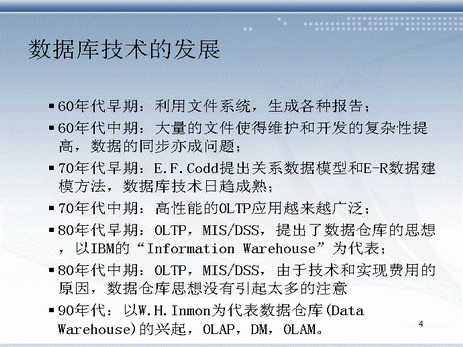 数据库技术的发展
▪60年代早期：利用文件系统，生成各种报告；
▪60年代中期：大量的文件使得维护和开发的复杂性提
高，数据的同步亦成问题；
▪70年代早期：E.F.Codd提出关系数据模型和E-R数据建
模方法，数据库技术日趋成熟；
▪70年代中期：高性能的OLTP应用越来越广泛；
▪80年代早期：OLTP，MIS/DSS，提出了数据仓库的思想
，以IBM的“Information Warehouse”为代表；
▪80年代中期：OLTP，MIS/DSS，由于技术和实现费用的
原因，数据仓库思想没有引起太多的注意
▪90年代：以W.H.Inmon为代表数据仓库(Data
Warehouse)的兴起，OLAP，DM，OLAM。
4